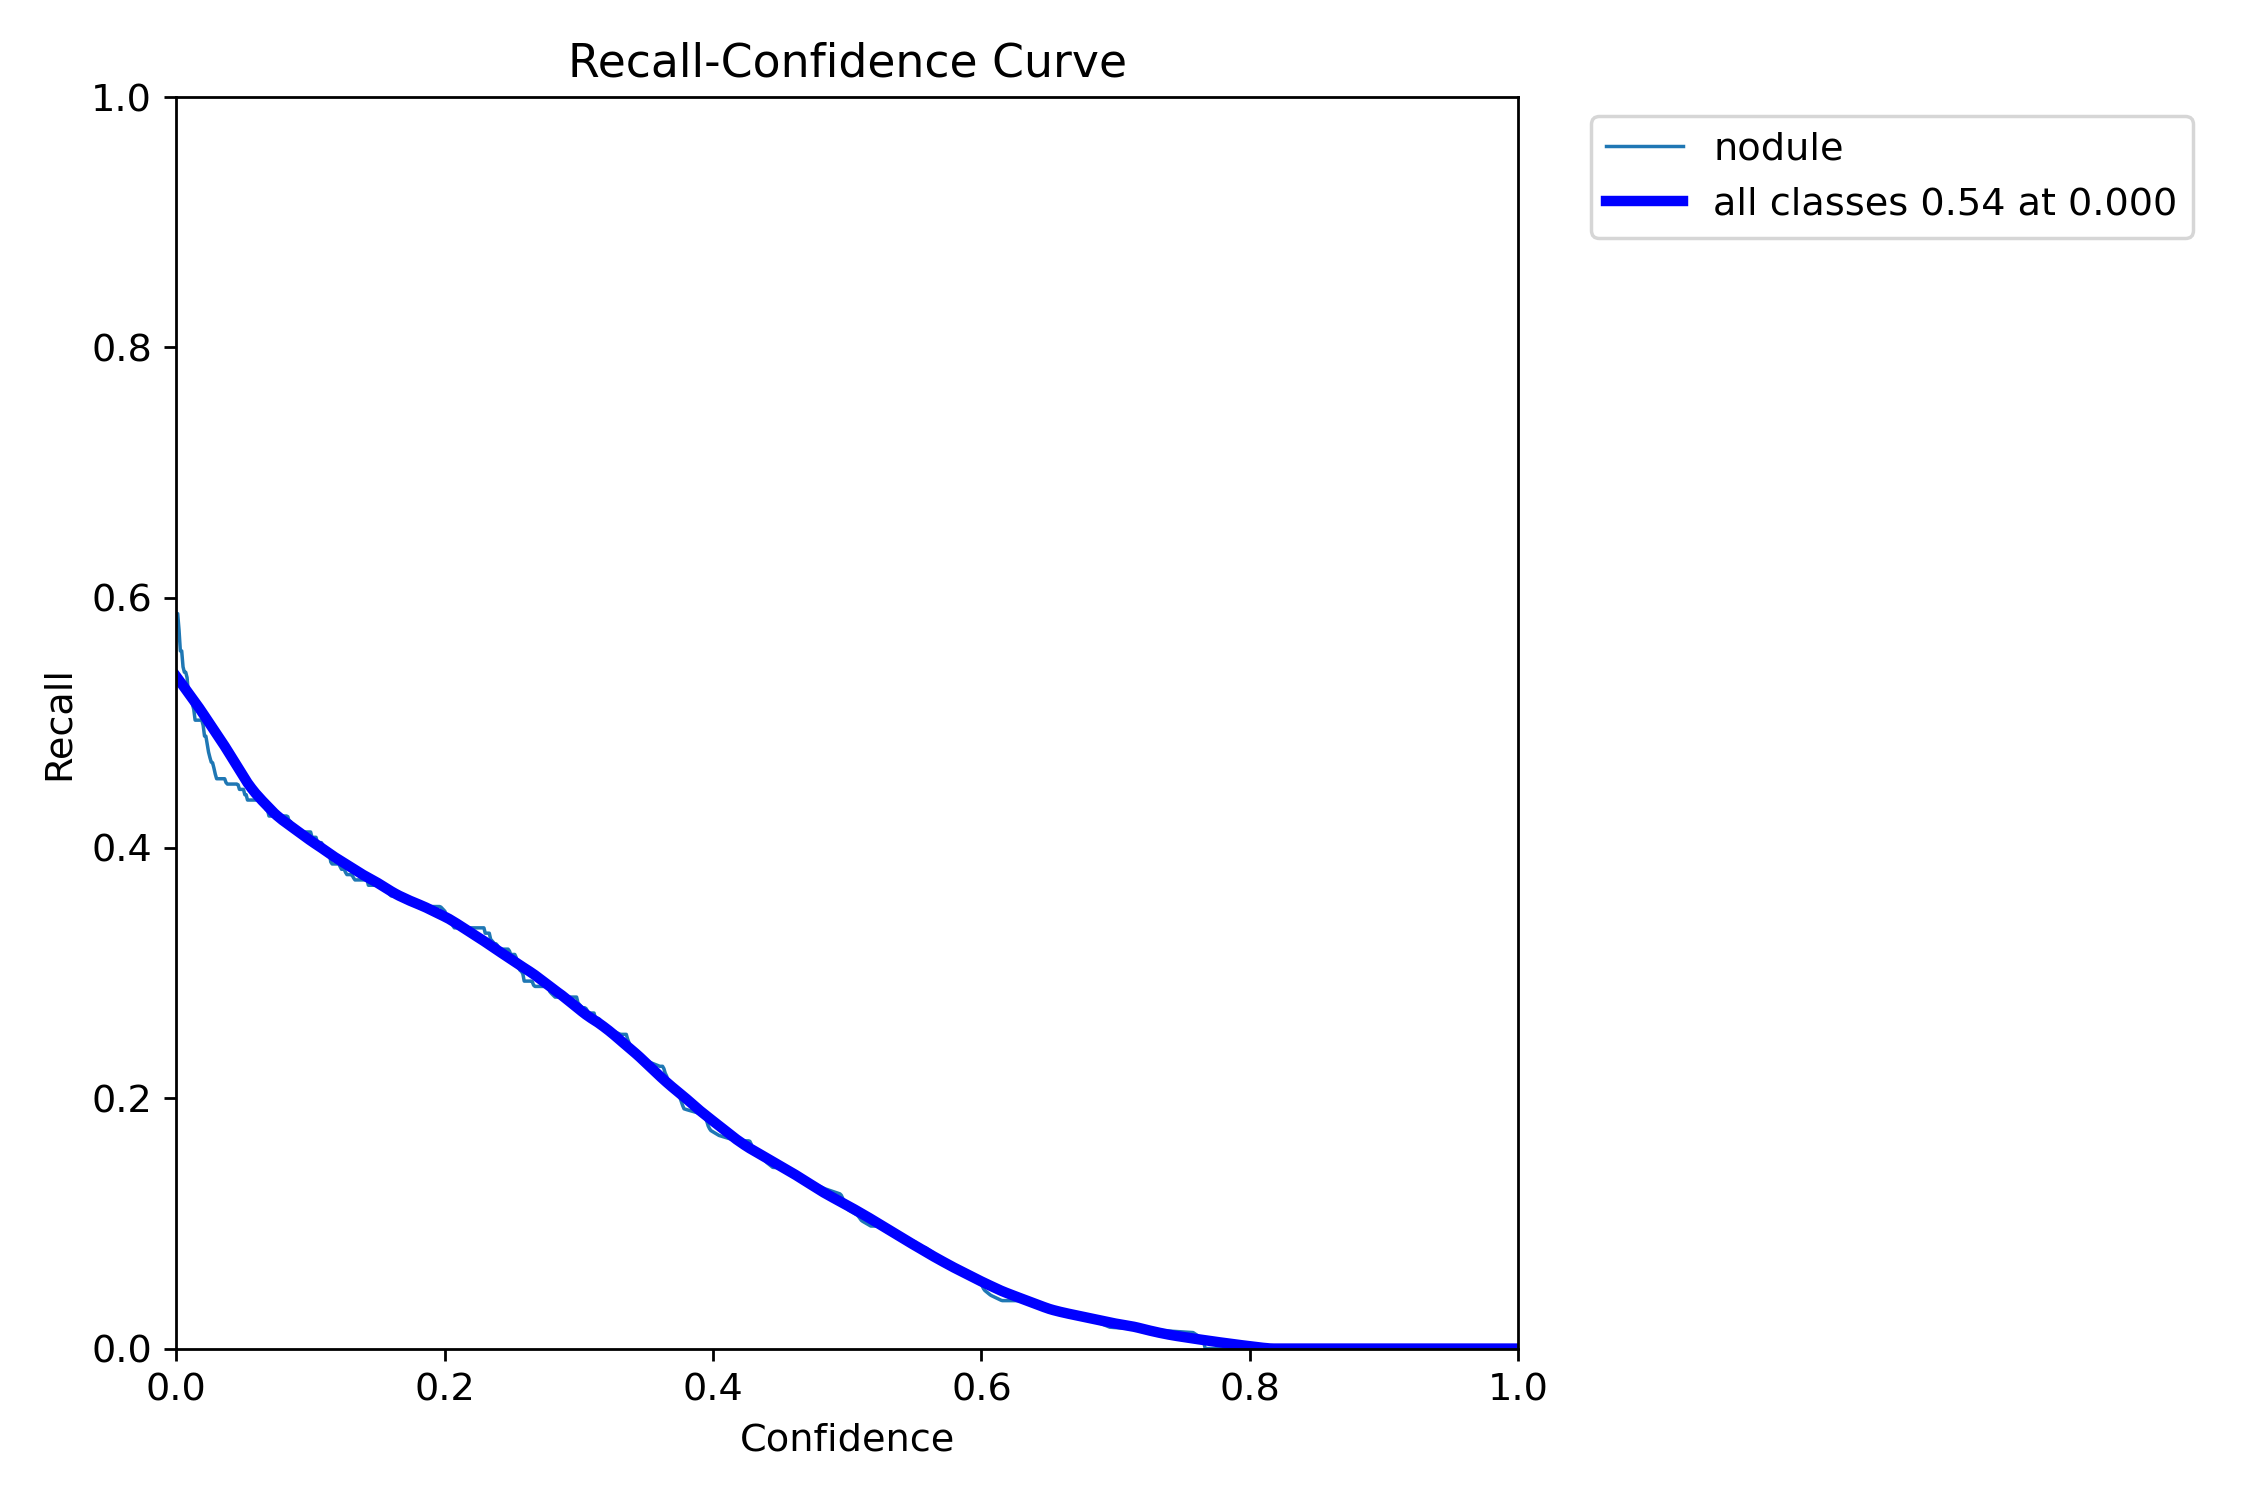 Recall-Confidence Curve
1.0
0.8
0.6
0.4
0.2
0.0
Recall
0.0 0.2 0.4 0.6 0.8 1.0
Confidence
nodule
all classes 0.54 at 0.000